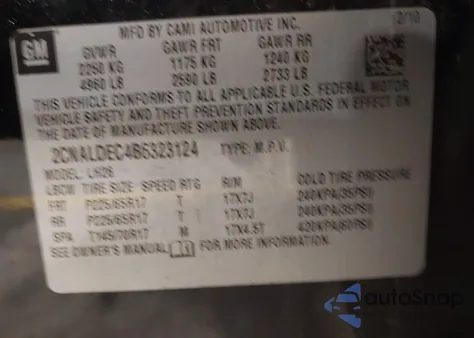 GM
MFD BY CAMI AUTOMOTIVE INC. 12/10
GVWR GAWR FRT GAWR RR
2250 KG 1175 KG 1240 KG
4960 LB 2590 LB 2733 LB
THIS VEHICLE CONFORMS TO ALL APPLICABLE U.S. FEDERAL MOTOR
VEHICLE SAFETY AND THEFT PREVENTION STANDARDS IN EFFECT ON
THE DATE OF MANUFACTURE SHOWN ABOVE.
2CNALDEC4B6323124 TYPE: M.P.V.
MODEL: LH26
TIRE SIZE SPEED RTG RIM COLD TIRE PRESSURE
FRT P225/65R17 T 17X7J 240KPA(35PSI)
RR P225/65R17 T 17X7J 240KPA(35PSI)
SPA T145/70R17 M 17X4.5T 420KPA(60PSI)
SEE OWNER'S MANUAL FOR MORE INFORMATION.
autoSnap